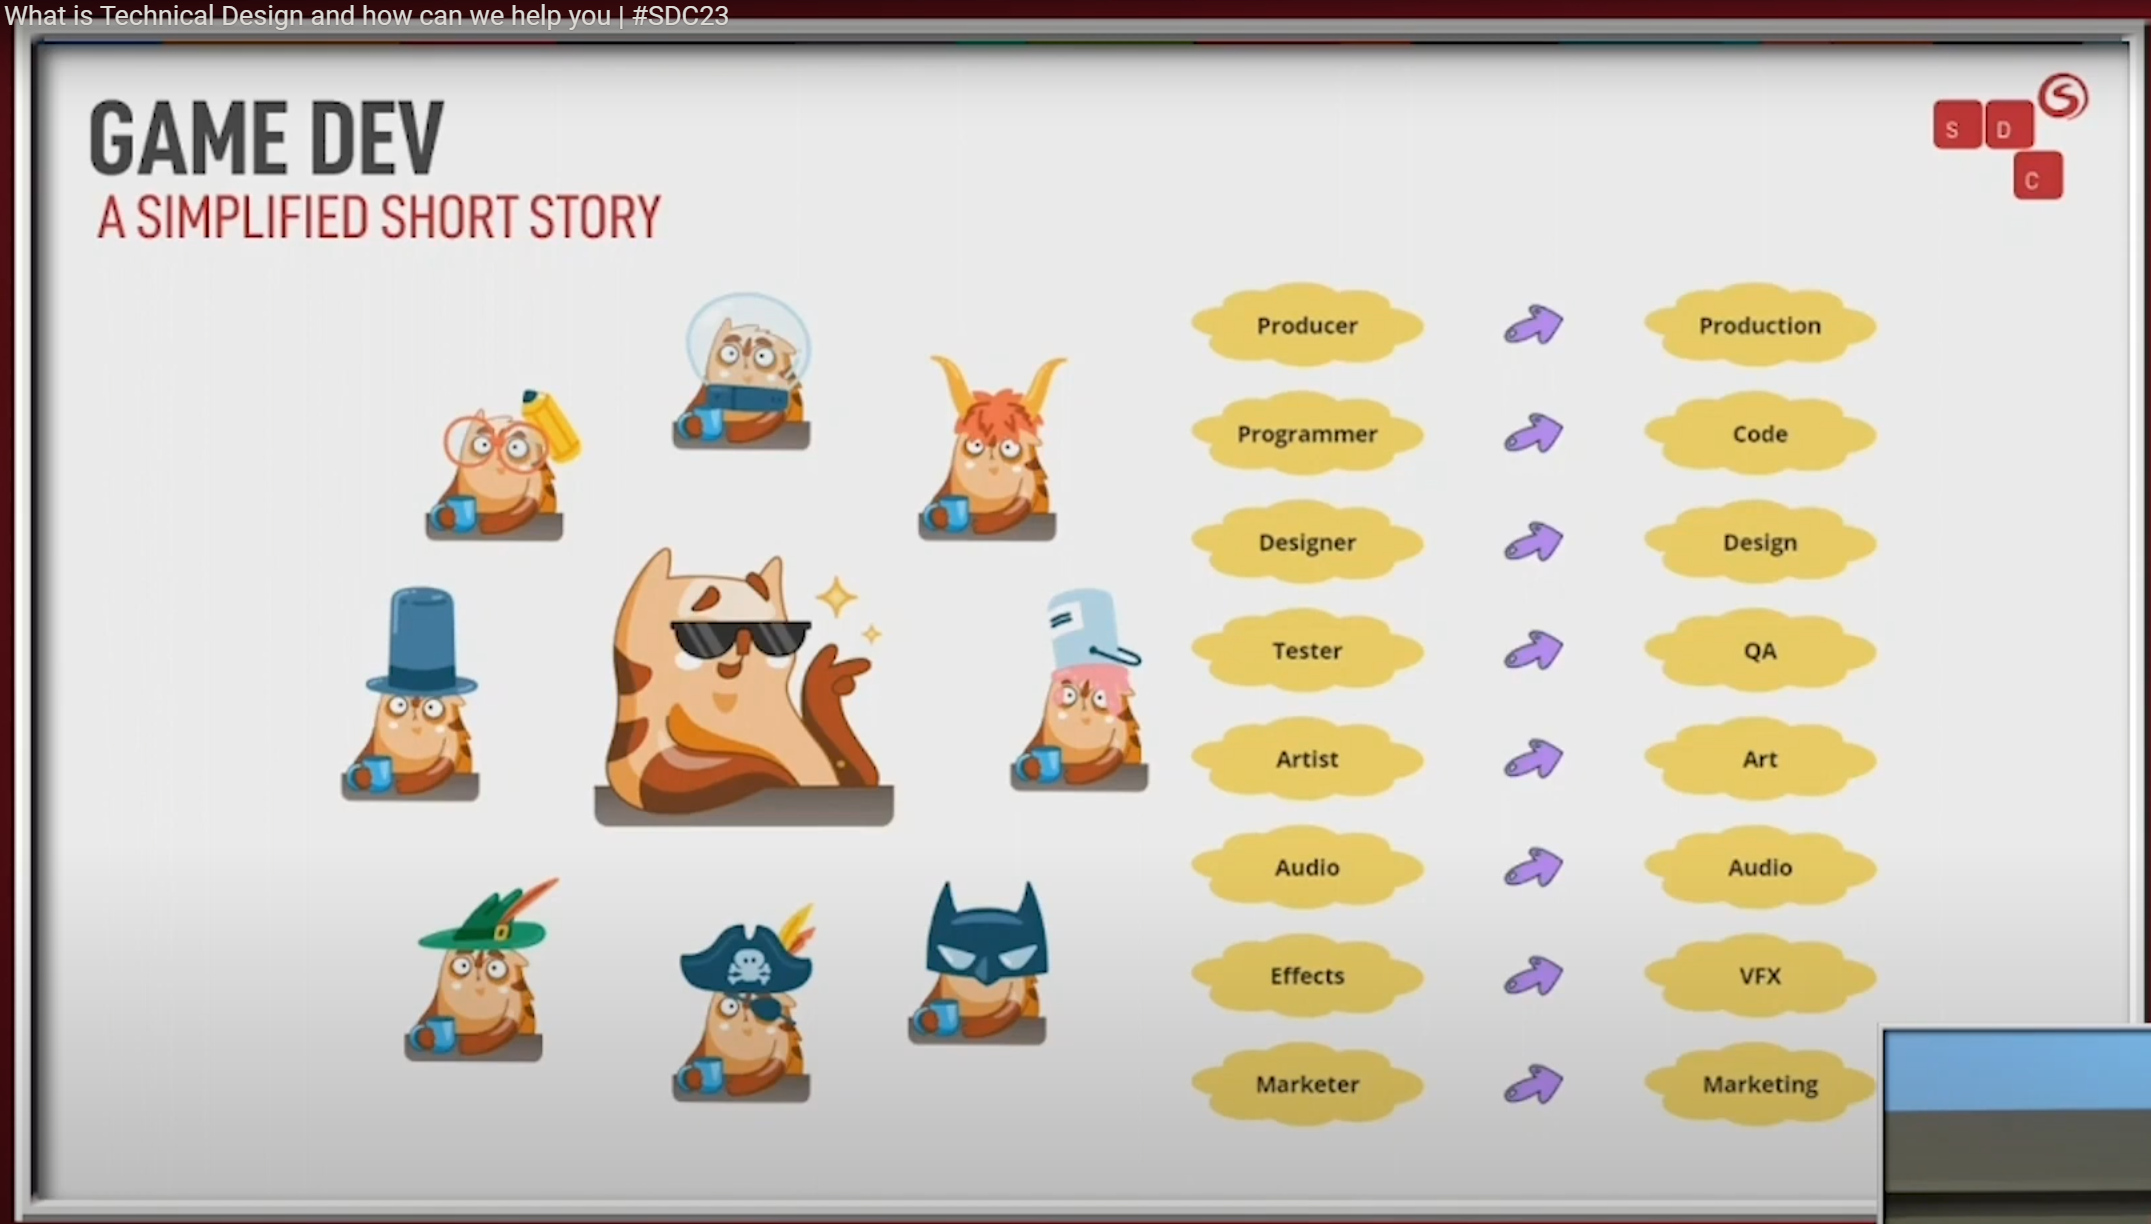 What is Technical Design and how can we help you | #SDC23
GAME DEV
A SIMPLIFIED SHORT STORY
S D S
C
Producer Production
Programmer Code
Designer Design
Tester QA
Artist Art
Audio Audio
Effects VFX
Marketer Marketing